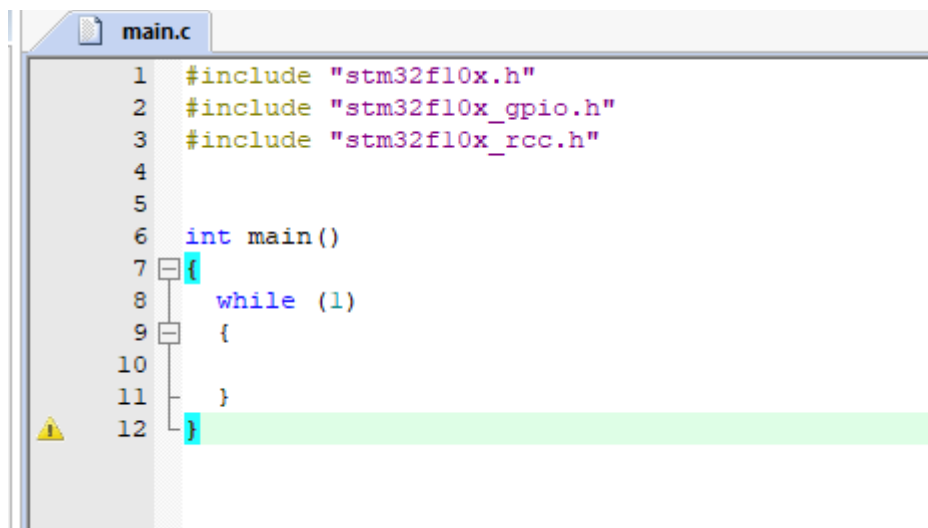 main.c
1 #include "stm32f10x.h"
2 #include "stm32f10x_gpio.h"
3 #include "stm32f10x_rcc.h"
4
5
6 int main()
7 {
8 while (1)
9 {
10
11 }
12 }